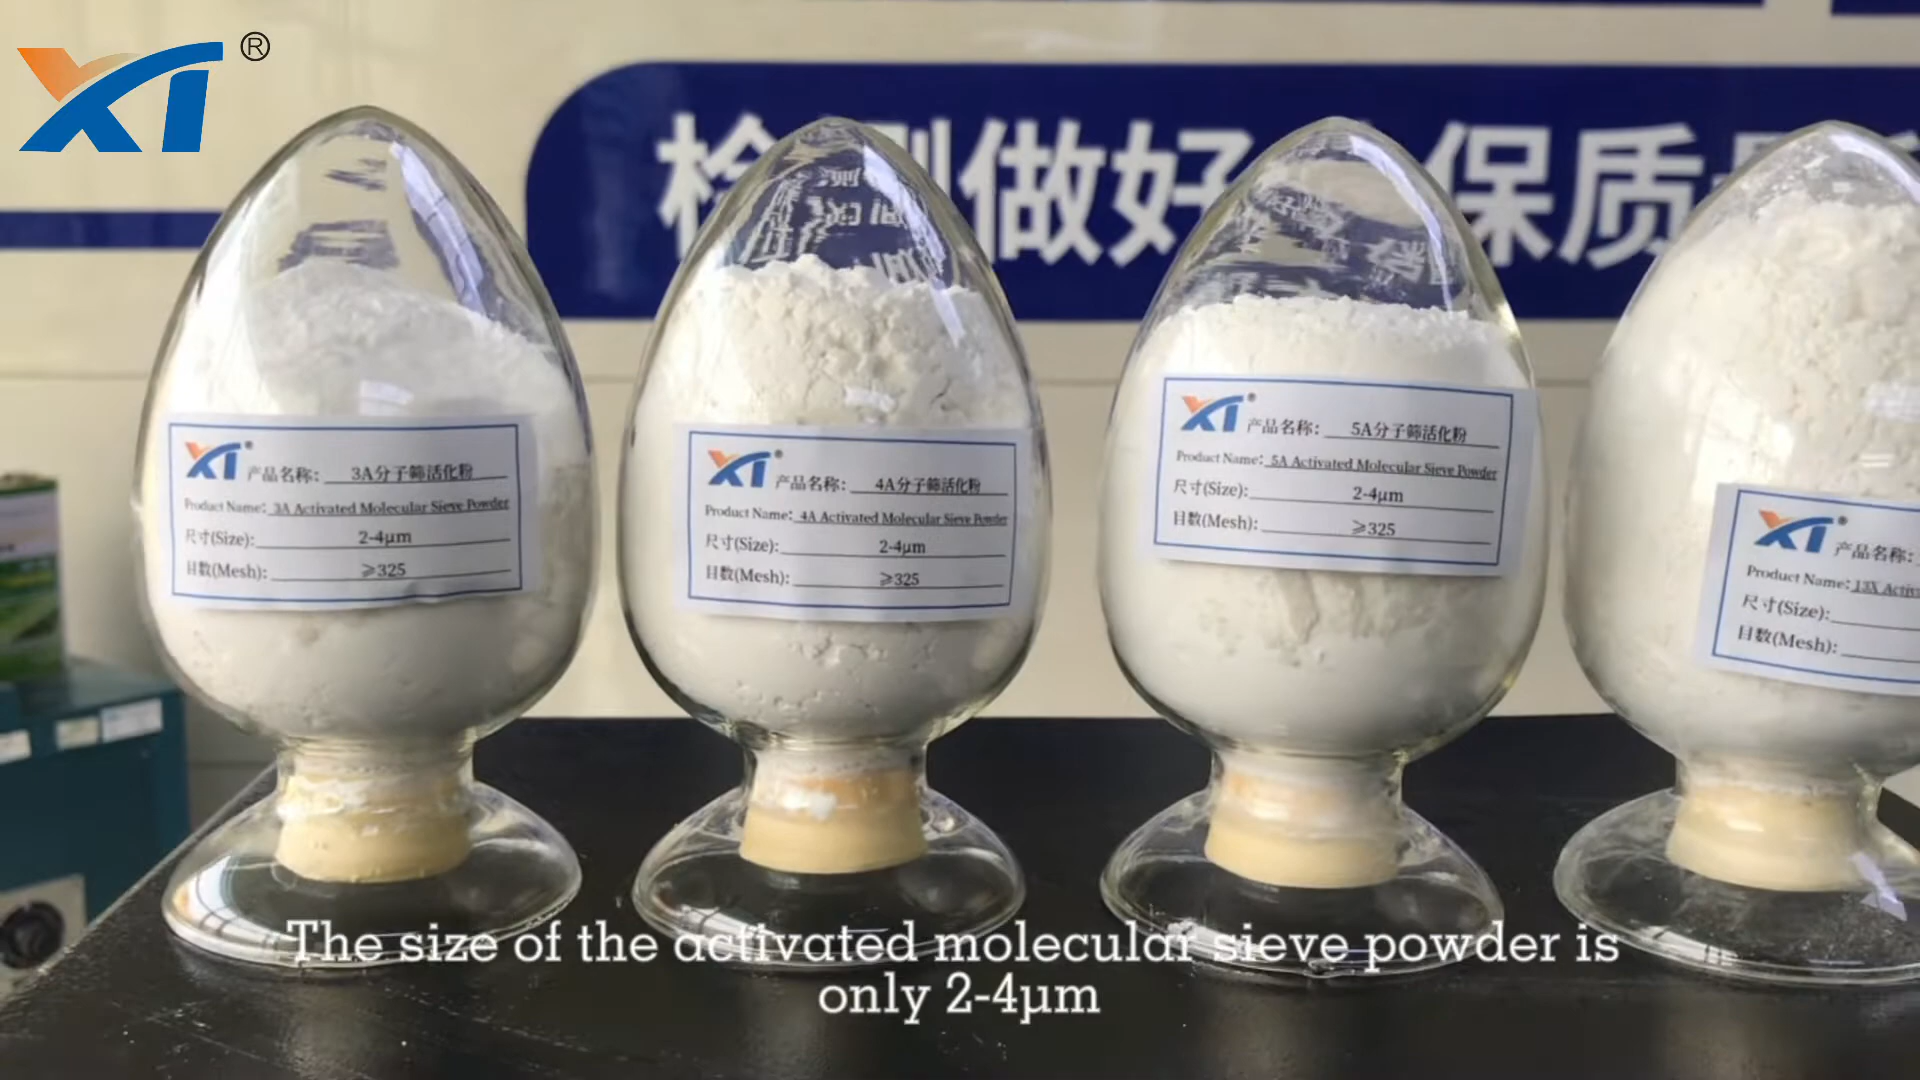 XT®
检测做好 保质
XT® 产品名称: 3A分子筛活化粉
Product Name: 3A Activated Molecular Sieve Powder
尺寸(Size): 2-4μm
目数(Mesh): ≥325
XT® 产品名称: 4A分子筛活化粉
Product Name: 4A Activated Molecular Sieve Powder
尺寸(Size): 2-4μm
目数(Mesh): ≥325
XT® 产品名称: 5A分子筛活化粉
Product Name: 5A Activated Molecular Sieve Powder
尺寸(Size): 2-4μm
目数(Mesh): ≥325
XT® 产品名称:
Product Name: 13X
尺寸(Size):
目数(Mesh):
The size of the activated molecular sieve powder is
only 2-4μm